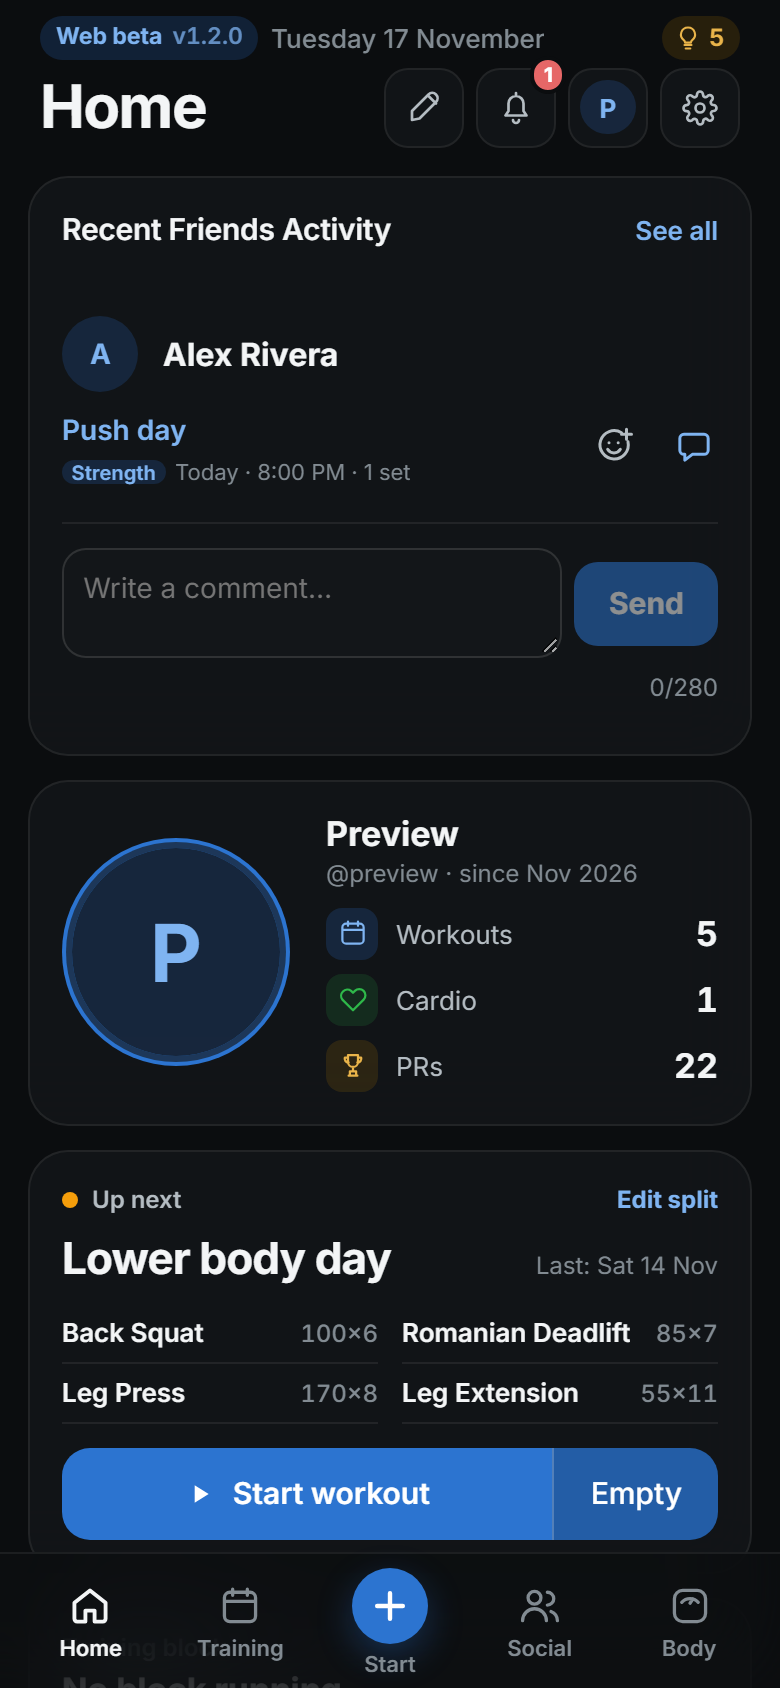 Web beta v1.2.0 Tuesday 17 November 5
Home
1
P
Recent Friends Activity See all
A Alex Rivera
Push day
Strength Today · 8:00 PM · 1 set
Write a comment...
Send
0/280
P
Preview
@preview · since Nov 2026
Workouts 5
Cardio 1
PRs 22
Up next Edit split
Lower body day Last: Sat 14 Nov
Back Squat 100×6 Romanian Deadlift 85×7
Leg Press 170×8 Leg Extension 55×11
Start workout Empty
Home Training Start Social Body
No block running